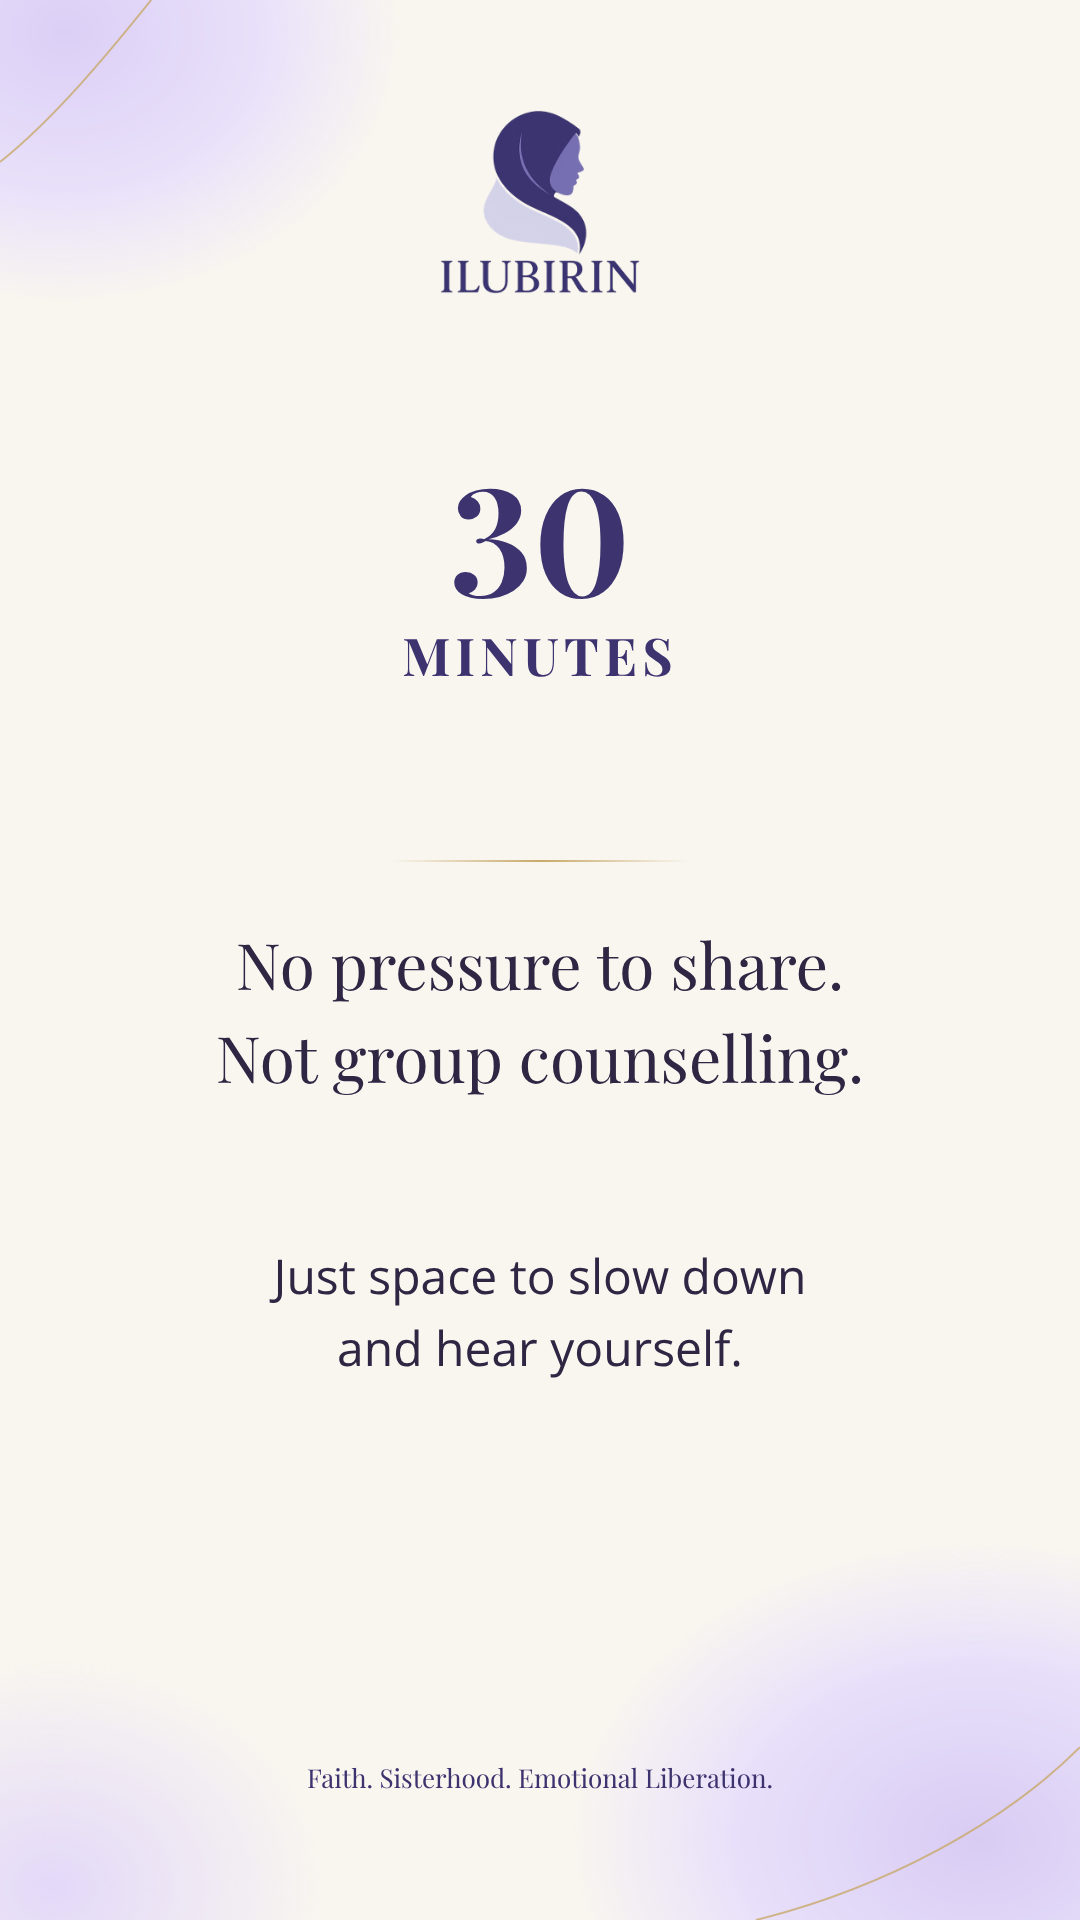 ILUBIRIN
30
MINUTES
No pressure to share.
Not group counselling.
Just space to slow down
and hear yourself.
Faith. Sisterhood. Emotional Liberation.